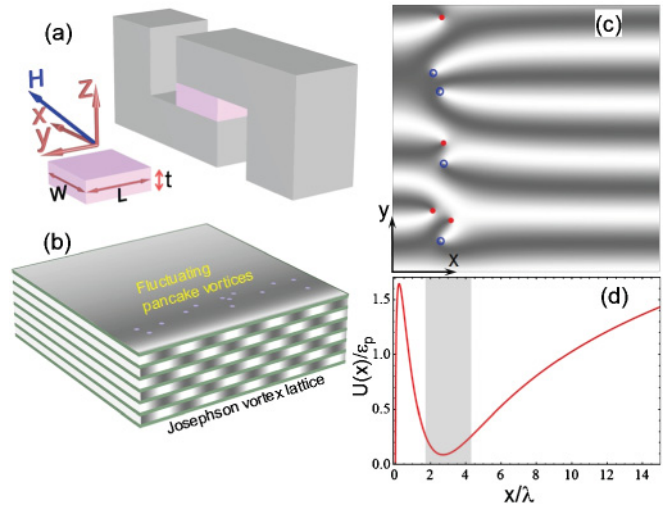 (a)
H
z
x
y
W
L
t
(b)
Fluctuating
pancake vortices
Josephson vortex lattice
(c)
y
x
(d)
U(x)/εp
1.5
1.0
0.5
0.0
0 2 4 6 8 10 12 14
x/λ